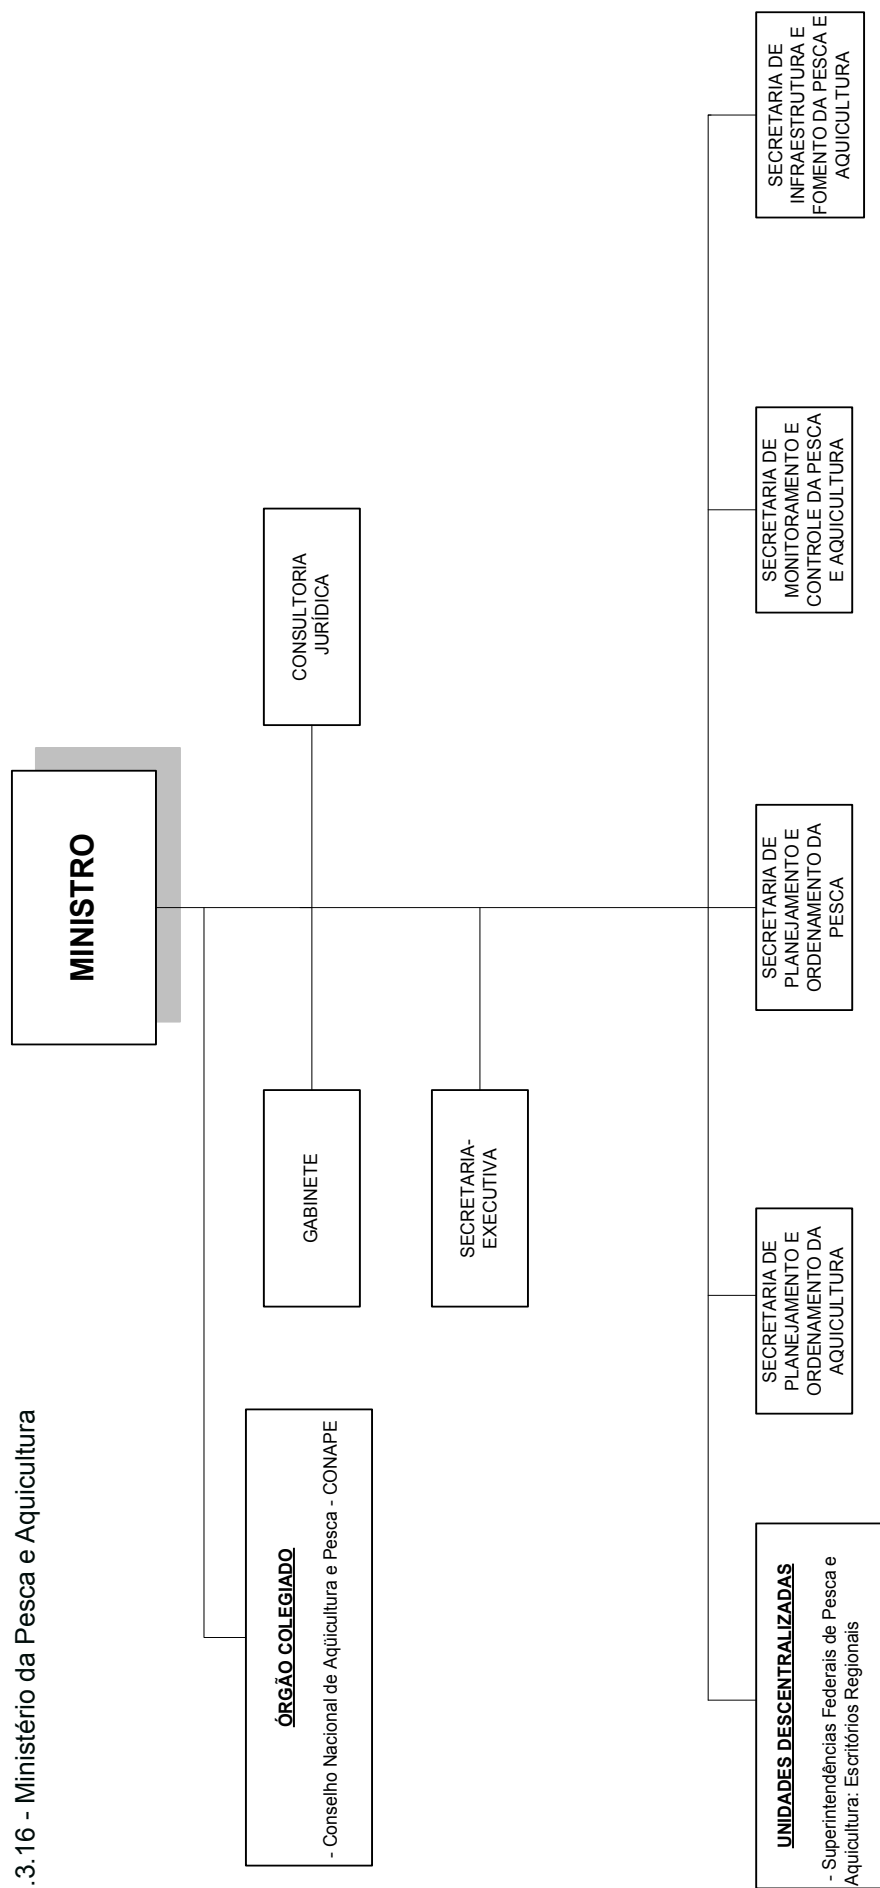 .3.16 - Ministério da Pesca e Aquicultura
MINISTRO
ÓRGÃO COLEGIADO
- Conselho Nacional de Aqüicultura e Pesca - CONAPE
GABINETE
CONSULTORIA
JURÍDICA
SECRETARIA-
EXECUTIVA
UNIDADES DESCENTRALIZADAS
- Superintendências Federais de Pesca e
Aquicultura: Escritórios Regionais
SECRETARIA DE
PLANEJAMENTO E
ORDENAMENTO DA
AQUICULTURA
SECRETARIA DE
PLANEJAMENTO E
ORDENAMENTO DA
PESCA
SECRETARIA DE
MONITORAMENTO E
CONTROLE DA PESCA
E AQUICULTURA
SECRETARIA DE
INFRAESTRUTURA E
FOMENTO DA PESCA E
AQUICULTURA